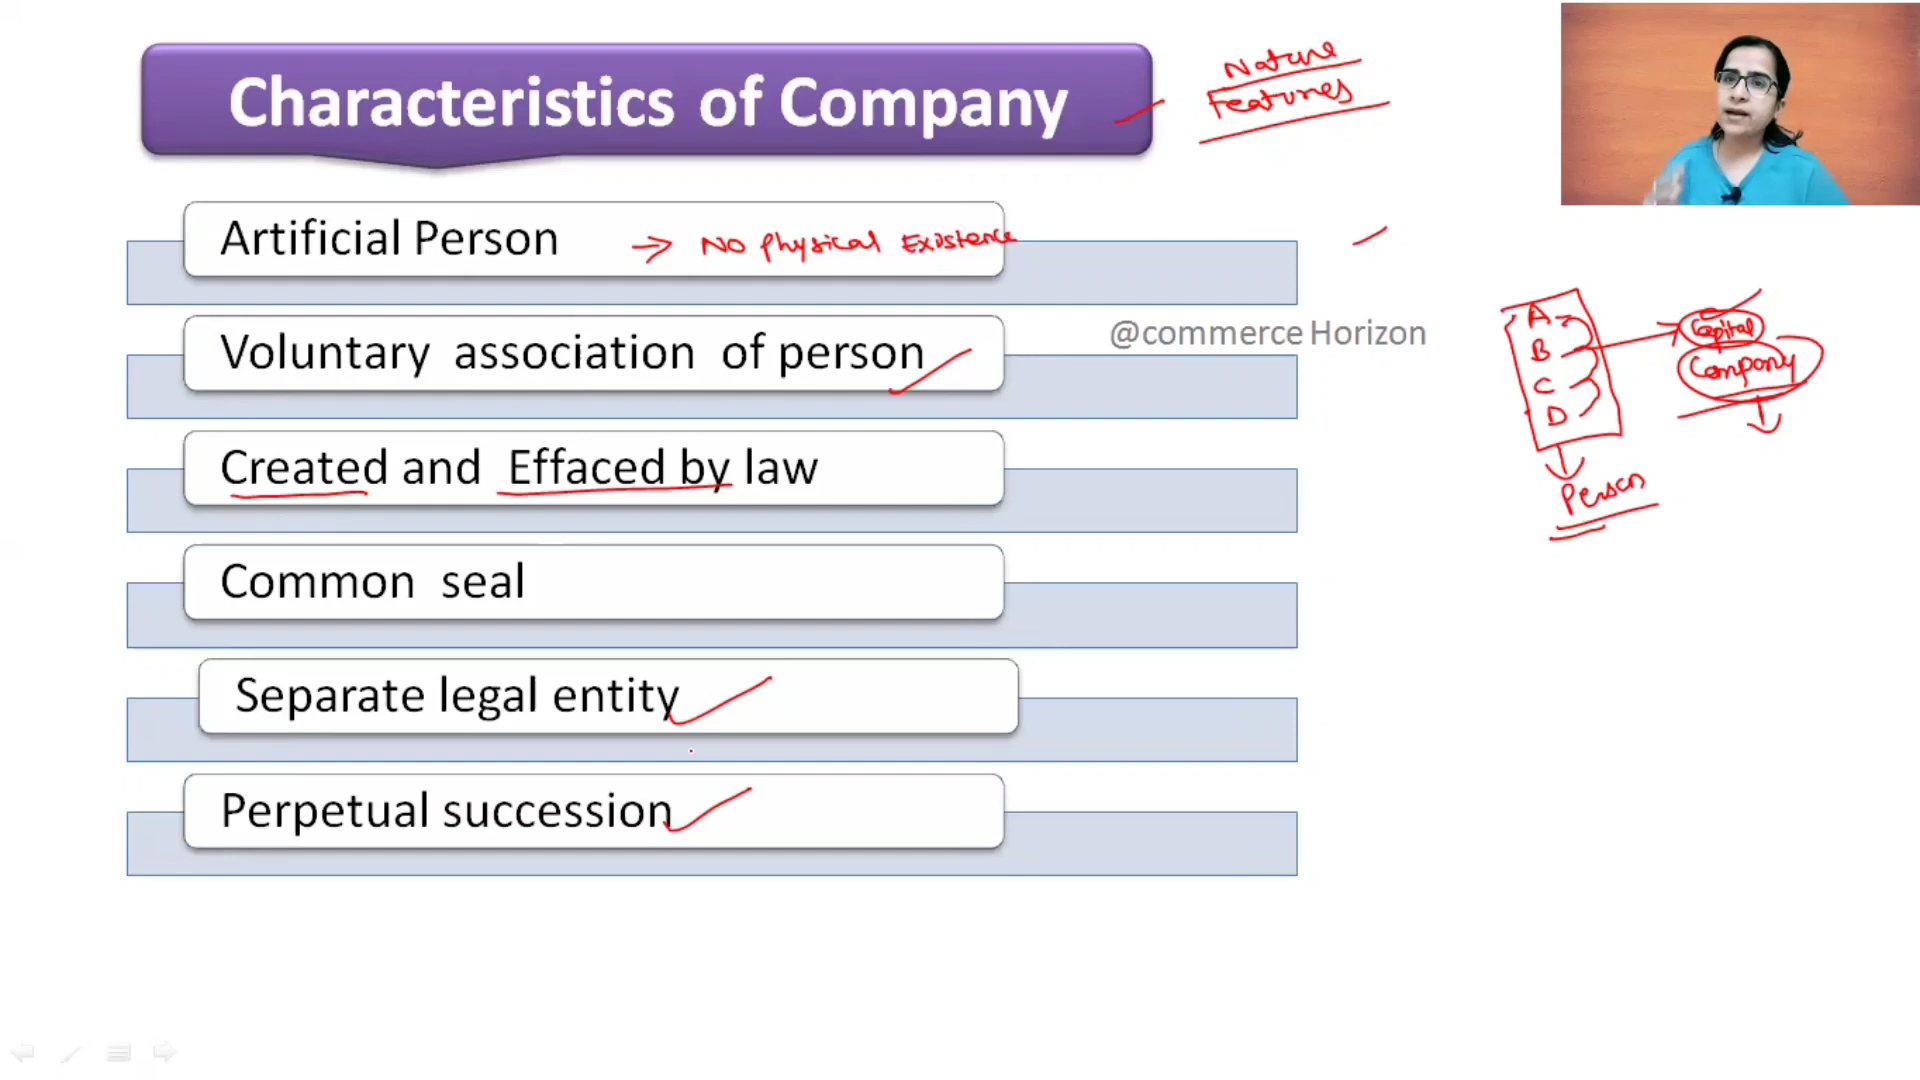 Characteristics of Company
Nature
Features
Artificial Person → No Physical Existence
Voluntary association of person
@commerce Horizon
A
B
C
D
Capital
Company
Person
Created and Effaced by law
Common seal
Separate legal entity
Perpetual succession